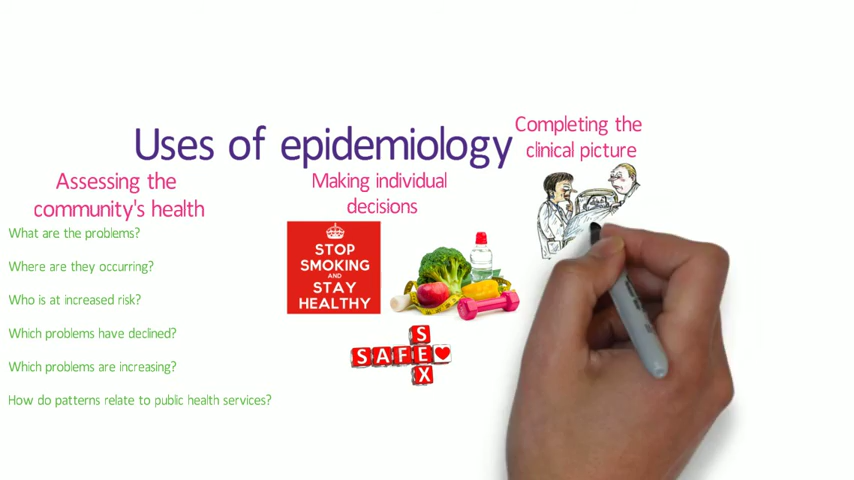 Uses of epidemiology
Assessing the
community's health
What are the problems?
Where are they occurring?
Who is at increased risk?
Which problems have declined?
Which problems are increasing?
How do patterns relate to public health services?
Making individual
decisions
STOP
SMOKING
AND
STAY
HEALTHY
SAFE
SEX
Completing the
clinical picture